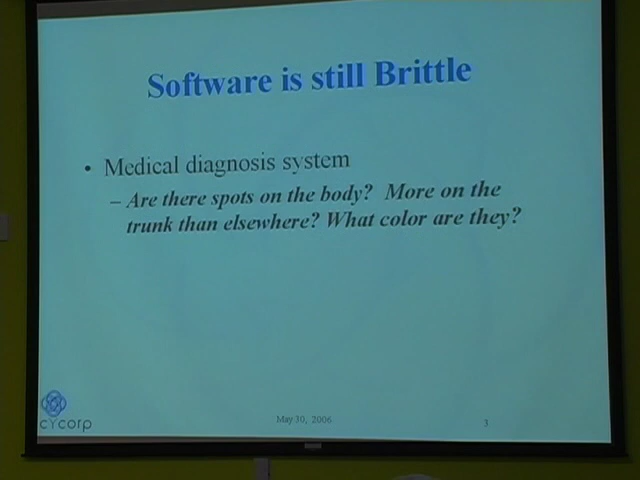 Software is still Brittle
• Medical diagnosis system
– Are there spots on the body? More on the
trunk than elsewhere? What color are they?
cycorp
May 30, 2006
3